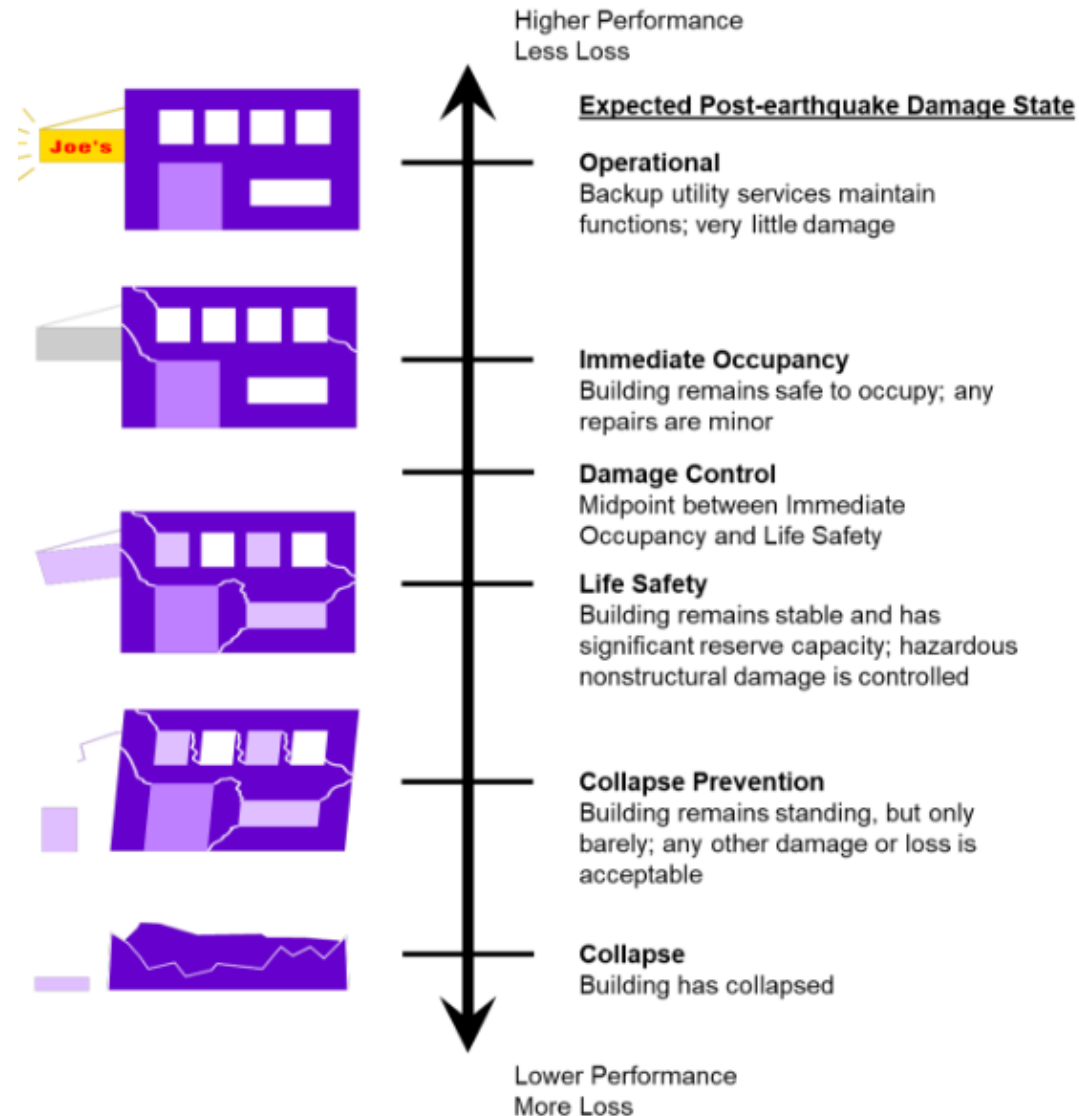 Higher Performance
Less Loss
Expected Post-earthquake Damage State
Joe's
Operational
Backup utility services maintain
functions; very little damage
Immediate Occupancy
Building remains safe to occupy; any
repairs are minor
Damage Control
Midpoint between Immediate
Occupancy and Life Safety
Life Safety
Building remains stable and has
significant reserve capacity; hazardous
nonstructural damage is controlled
Collapse Prevention
Building remains standing, but only
barely; any other damage or loss is
acceptable
Collapse
Building has collapsed
Lower Performance
More Loss